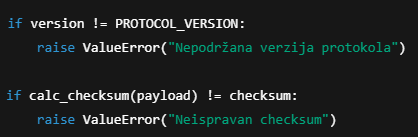 if version != PROTOCOL_VERSION:
    raise ValueError("Nepodržana verzija protokola")

if calc_checksum(payload) != checksum:
    raise ValueError("Neispravan checksum")